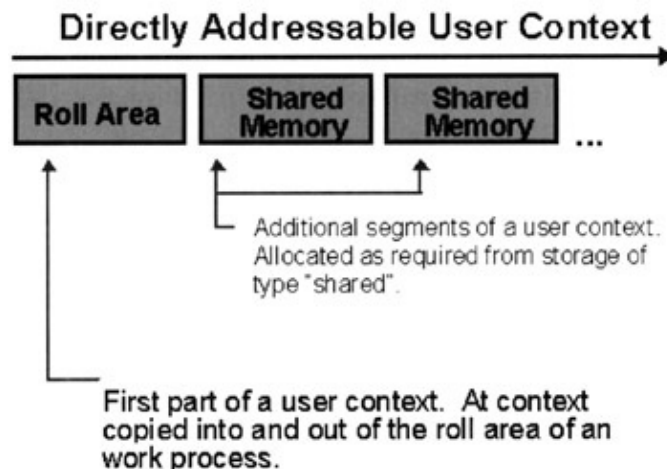 Directly Addressable User Context
Roll Area
Shared
Memory
Shared
Memory
...
Additional segments of a user context.
Allocated as required from storage of
type "shared".
First part of a user context. At context
copied into and out of the roll area of an
work process.